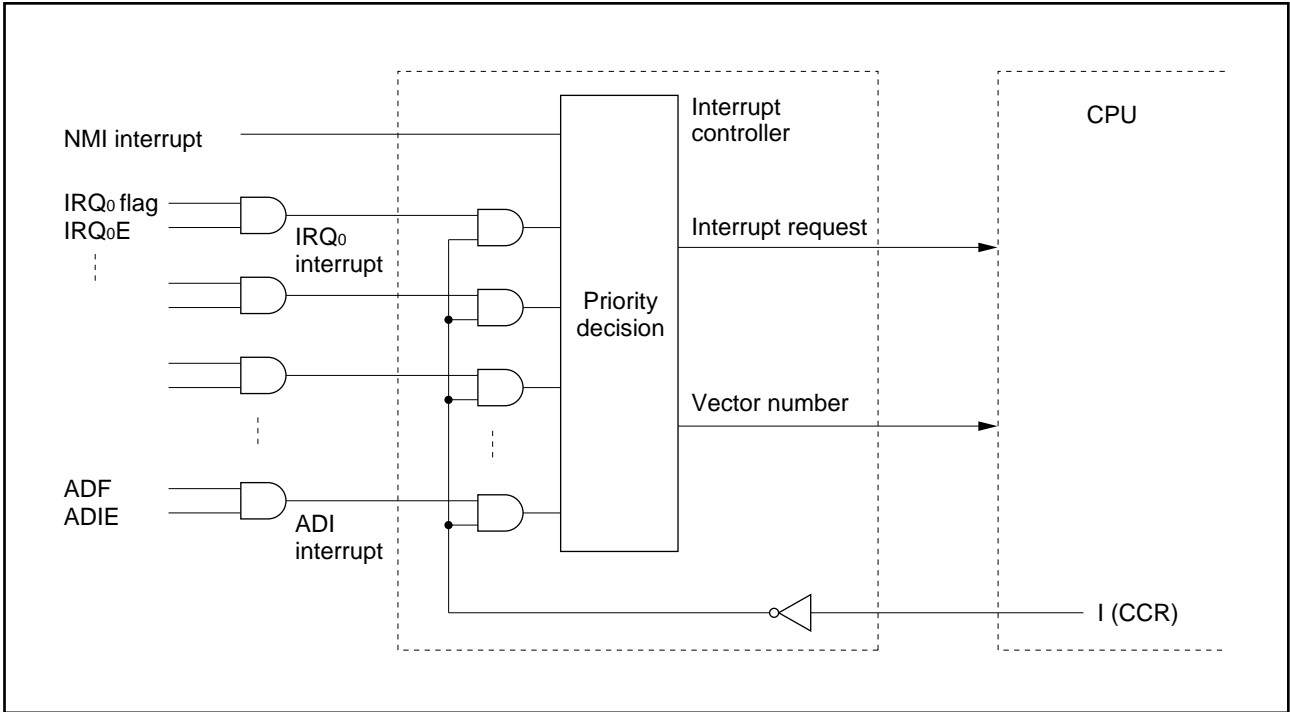 NMI interrupt
IRQ₀ flag
IRQ₀E
IRQ₀
interrupt
ADF
ADIE
ADI
interrupt
Priority
decision
Interrupt
controller
Interrupt request
Vector number
CPU
I (CCR)